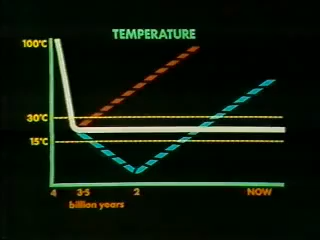 TEMPERATURE
100°C
30°C
15°C
4 3·5 2 NOW
billion years